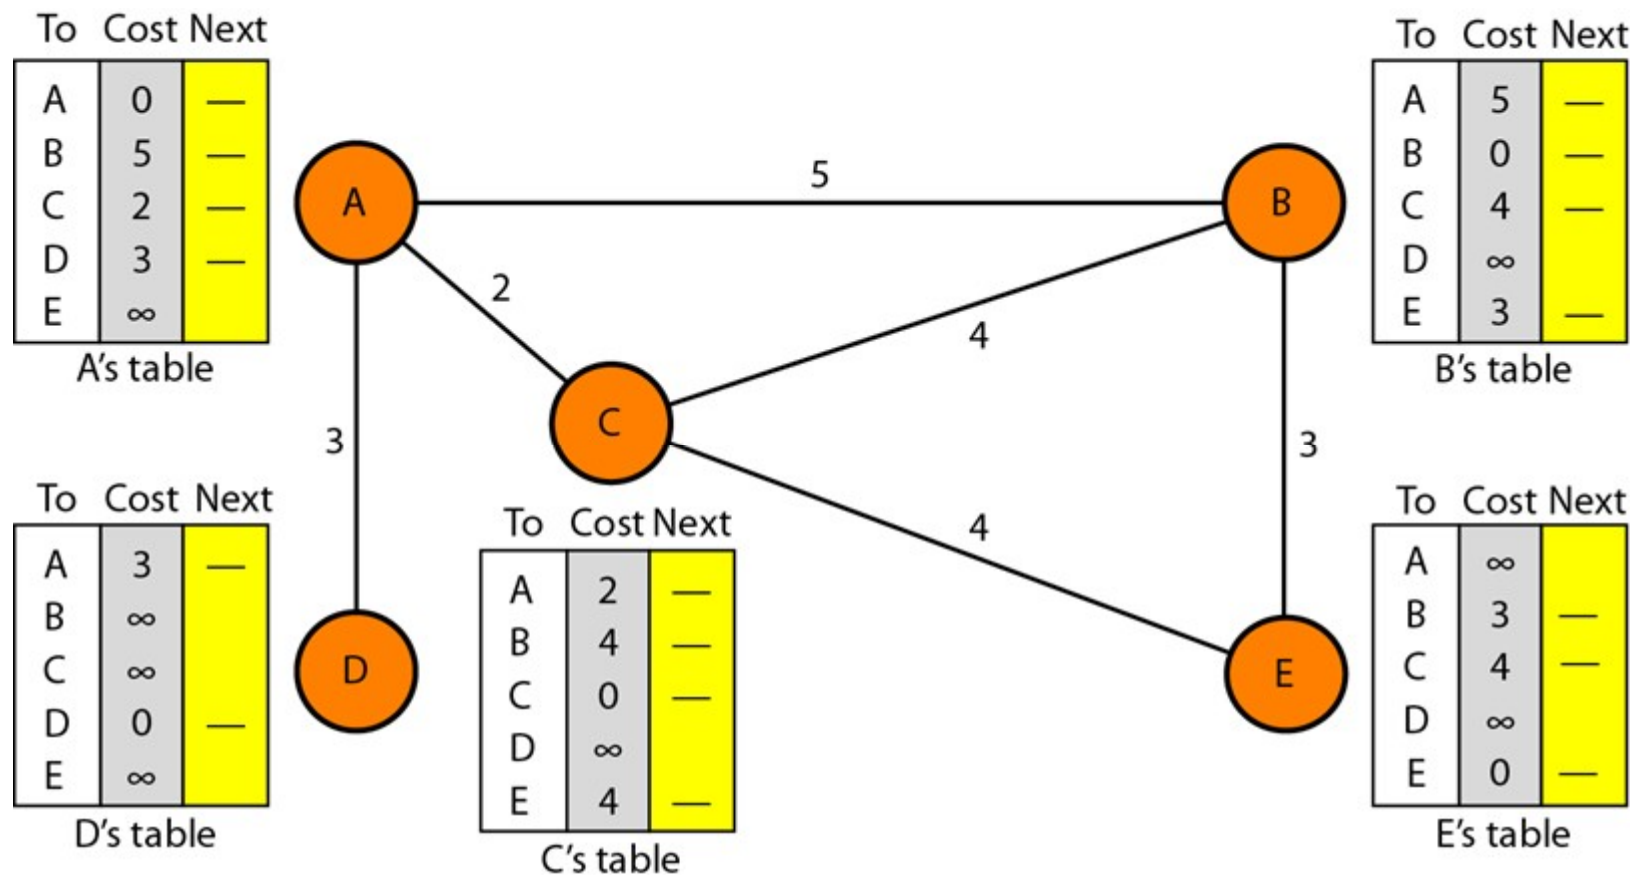 To Cost Next
A 0 —
B 5 —
C 2 —
D 3 —
E ∞
A's table
To Cost Next
A 5 —
B 0 —
C 4 —
D ∞
E 3 —
B's table
A
5
B
2
4
C
3
3
4
D
E
To Cost Next
A 3 —
B ∞
C ∞
D 0 —
E ∞
D's table
To Cost Next
A 2 —
B 4 —
C 0 —
D ∞
E 4 —
C's table
To Cost Next
A ∞
B 3 —
C 4 —
D ∞
E 0 —
E's table